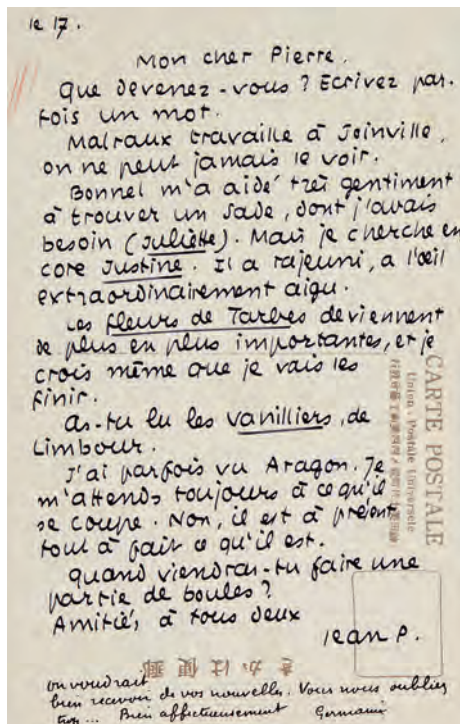 le 17.
Mon cher Pierre.
Que devenez-vous ? Ecrivez par-
fois un mot.
Malraux travaille à Joinville,
on ne peut jamais le voir.
Bonnel m'a aidé très gentiment
à trouver un Sade, dont j'avais
besoin (Juliette). Mais je cherche en
core Justine. Il a rajeuni, a l'œil
extraordinairement aigu.
Les fleurs de Tarbes deviennent
de plus en plus importantes, et je
crois même que je vais les
finir.
As-tu lu les vanilliers, de
Limbour.
J'ai parfois vu Aragon. Je
m'attends toujours à ce qu'il
se coupe. Non, il est à présent
tout à fait ce qu'il est.
Quand viendras-tu faire une
partie de boules ?
Amitiés, à tous deux
Jean P.
on voudrait
bien recevoir de vos nouvelles. Vous nous oubliez
trop... Bien affectueusement Germaine
CARTE POSTALE
Union Postale Universelle
きかは便郵